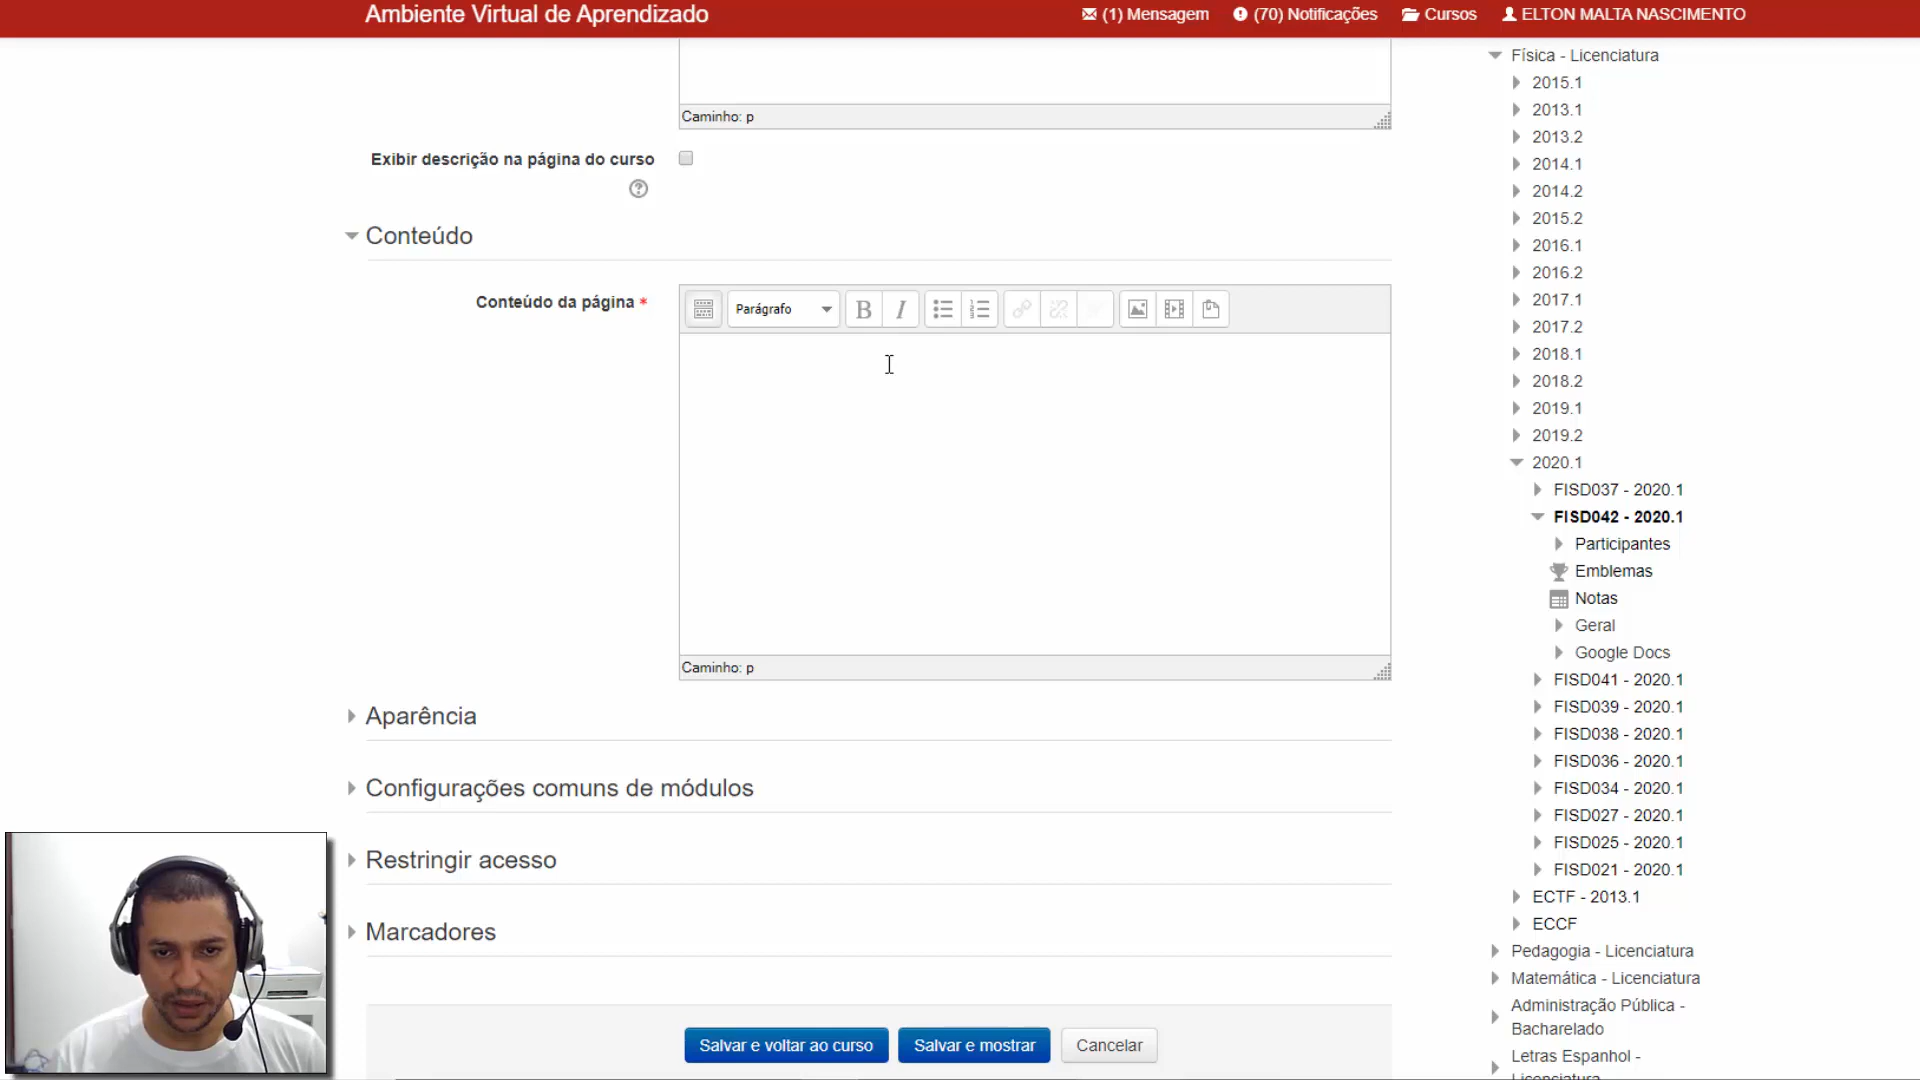 Ambiente Virtual de Aprendizado
(1) Mensagem
(70) Notificações
Cursos
ELTON MALTA NASCIMENTO
Caminho: p
Exibir descrição na página do curso
?
Conteúdo
Conteúdo da página *
Parágrafo
B
I
Caminho: p
Aparência
Configurações comuns de módulos
Restringir acesso
Marcadores
Salvar e voltar ao curso
Salvar e mostrar
Cancelar
Física - Licenciatura
2015.1
2013.1
2013.2
2014.1
2014.2
2015.2
2016.1
2016.2
2017.1
2017.2
2018.1
2018.2
2019.1
2019.2
2020.1
FISD037 - 2020.1
FISD042 - 2020.1
Participantes
Emblemas
Notas
Geral
Google Docs
FISD041 - 2020.1
FISD039 - 2020.1
FISD038 - 2020.1
FISD036 - 2020.1
FISD034 - 2020.1
FISD027 - 2020.1
FISD025 - 2020.1
FISD021 - 2020.1
ECTF - 2013.1
ECCF
Pedagogia - Licenciatura
Matemática - Licenciatura
Administração Pública -
Bacharelado
Letras Espanhol -
Licenciatura